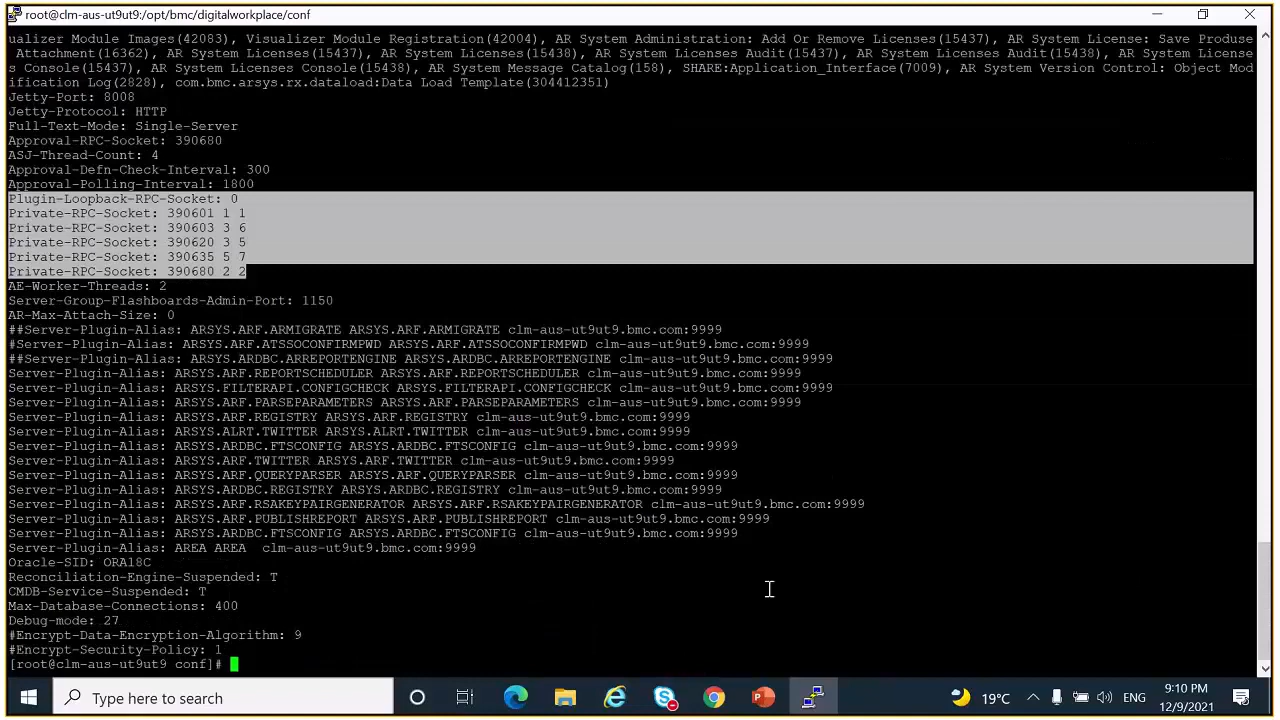 root@clm-aus-ut9ut9:/opt/bmc/digitalworkplace/conf
ualizer Module Images(42083), Visualizer Module Registration(42004), AR System Administration: Add Or Remove Licenses(15437), AR System License: Save Produse
Attachment(16362), AR System Licenses(15437), AR System Licenses(15438), AR System Licenses Audit(15437), AR System Licenses Audit(15438), AR System License
s Console(15437), AR System Licenses Console(15438), AR System Message Catalog(158), SHARE:Application_Interface(7009), AR System Version Control: Object Mod
ification Log(2828), com.bmc.arsys.rx.dataload:Data Load Template(304412351)
Jetty-Port: 8008
Jetty-Protocol: HTTP
Full-Text-Mode: Single-Server
Approval-RPC-Socket: 390680
ASJ-Thread-Count: 4
Approval-Defn-Check-Interval: 300
Approval-Polling-Interval: 1800
Plugin-Loopback-RPC-Socket: 0
Private-RPC-Socket: 390601 1 1
Private-RPC-Socket: 390603 3 6
Private-RPC-Socket: 390620 3 5
Private-RPC-Socket: 390635 5 7
Private-RPC-Socket: 390680 2 2
AE-Worker-Threads: 2
Server-Group-Flashboards-Admin-Port: 1150
AR-Max-Attach-Size: 0
##Server-Plugin-Alias: ARSYS.ARF.ARMIGRATE ARSYS.ARF.ARMIGRATE clm-aus-ut9ut9.bmc.com:9999
#Server-Plugin-Alias: ARSYS.ARF.ATSSOCONFIRMPWD ARSYS.ARF.ATSSOCONFIRMPWD clm-aus-ut9ut9.bmc.com:9999
##Server-Plugin-Alias: ARSYS.ARDBC.ARREPORTENGINE ARSYS.ARDBC.ARREPORTENGINE clm-aus-ut9ut9.bmc.com:9999
Server-Plugin-Alias: ARSYS.ARF.REPORTSCHEDULER ARSYS.ARF.REPORTSCHEDULER clm-aus-ut9ut9.bmc.com:9999
Server-Plugin-Alias: ARSYS.FILTERAPI.CONFIGCHECK ARSYS.FILTERAPI.CONFIGCHECK clm-aus-ut9ut9.bmc.com:9999
Server-Plugin-Alias: ARSYS.ARF.PARSEPARAMETERS ARSYS.ARF.PARSEPARAMETERS clm-aus-ut9ut9.bmc.com:9999
Server-Plugin-Alias: ARSYS.ARF.REGISTRY ARSYS.ARF.REGISTRY clm-aus-ut9ut9.bmc.com:9999
Server-Plugin-Alias: ARSYS.ALRT.TWITTER ARSYS.ALRT.TWITTER clm-aus-ut9ut9.bmc.com:9999
Server-Plugin-Alias: ARSYS.ARDBC.FTSCONFIG ARSYS.ARDBC.FTSCONFIG clm-aus-ut9ut9.bmc.com:9999
Server-Plugin-Alias: ARSYS.ARF.TWITTER ARSYS.ARF.TWITTER clm-aus-ut9ut9.bmc.com:9999
Server-Plugin-Alias: ARSYS.ARF.QUERYPARSER ARSYS.ARF.QUERYPARSER clm-aus-ut9ut9.bmc.com:9999
Server-Plugin-Alias: ARSYS.ARDBC.REGISTRY ARSYS.ARDBC.REGISTRY clm-aus-ut9ut9.bmc.com:9999
Server-Plugin-Alias: ARSYS.ARF.RSAKEYPAIRGENERATOR ARSYS.ARF.RSAKEYPAIRGENERATOR clm-aus-ut9ut9.bmc.com:9999
Server-Plugin-Alias: ARSYS.ARF.PUBLISHREPORT ARSYS.ARF.PUBLISHREPORT clm-aus-ut9ut9.bmc.com:9999
Server-Plugin-Alias: ARSYS.ARDBC.FTSCONFIG ARSYS.ARDBC.FTSCONFIG clm-aus-ut9ut9.bmc.com:9999
Server-Plugin-Alias: AREA AREA  clm-aus-ut9ut9.bmc.com:9999
Oracle-SID: ORA18C
Reconciliation-Engine-Suspended: T
CMDB-Service-Suspended: T
Max-Database-Connections: 400
Debug-mode: 27
#Encrypt-Data-Encryption-Algorithm: 9
#Encrypt-Security-Policy: 1
[root@clm-aus-ut9ut9 conf]#
Type here to search
19°C
ENG
9:10 PM
12/9/2021